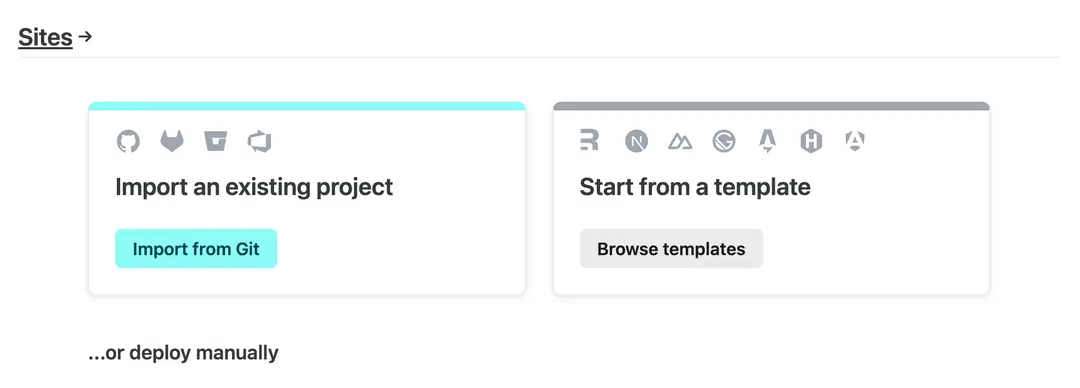 Sites →
Import an existing project
Start from a template
Import from Git
Browse templates
...or deploy manually